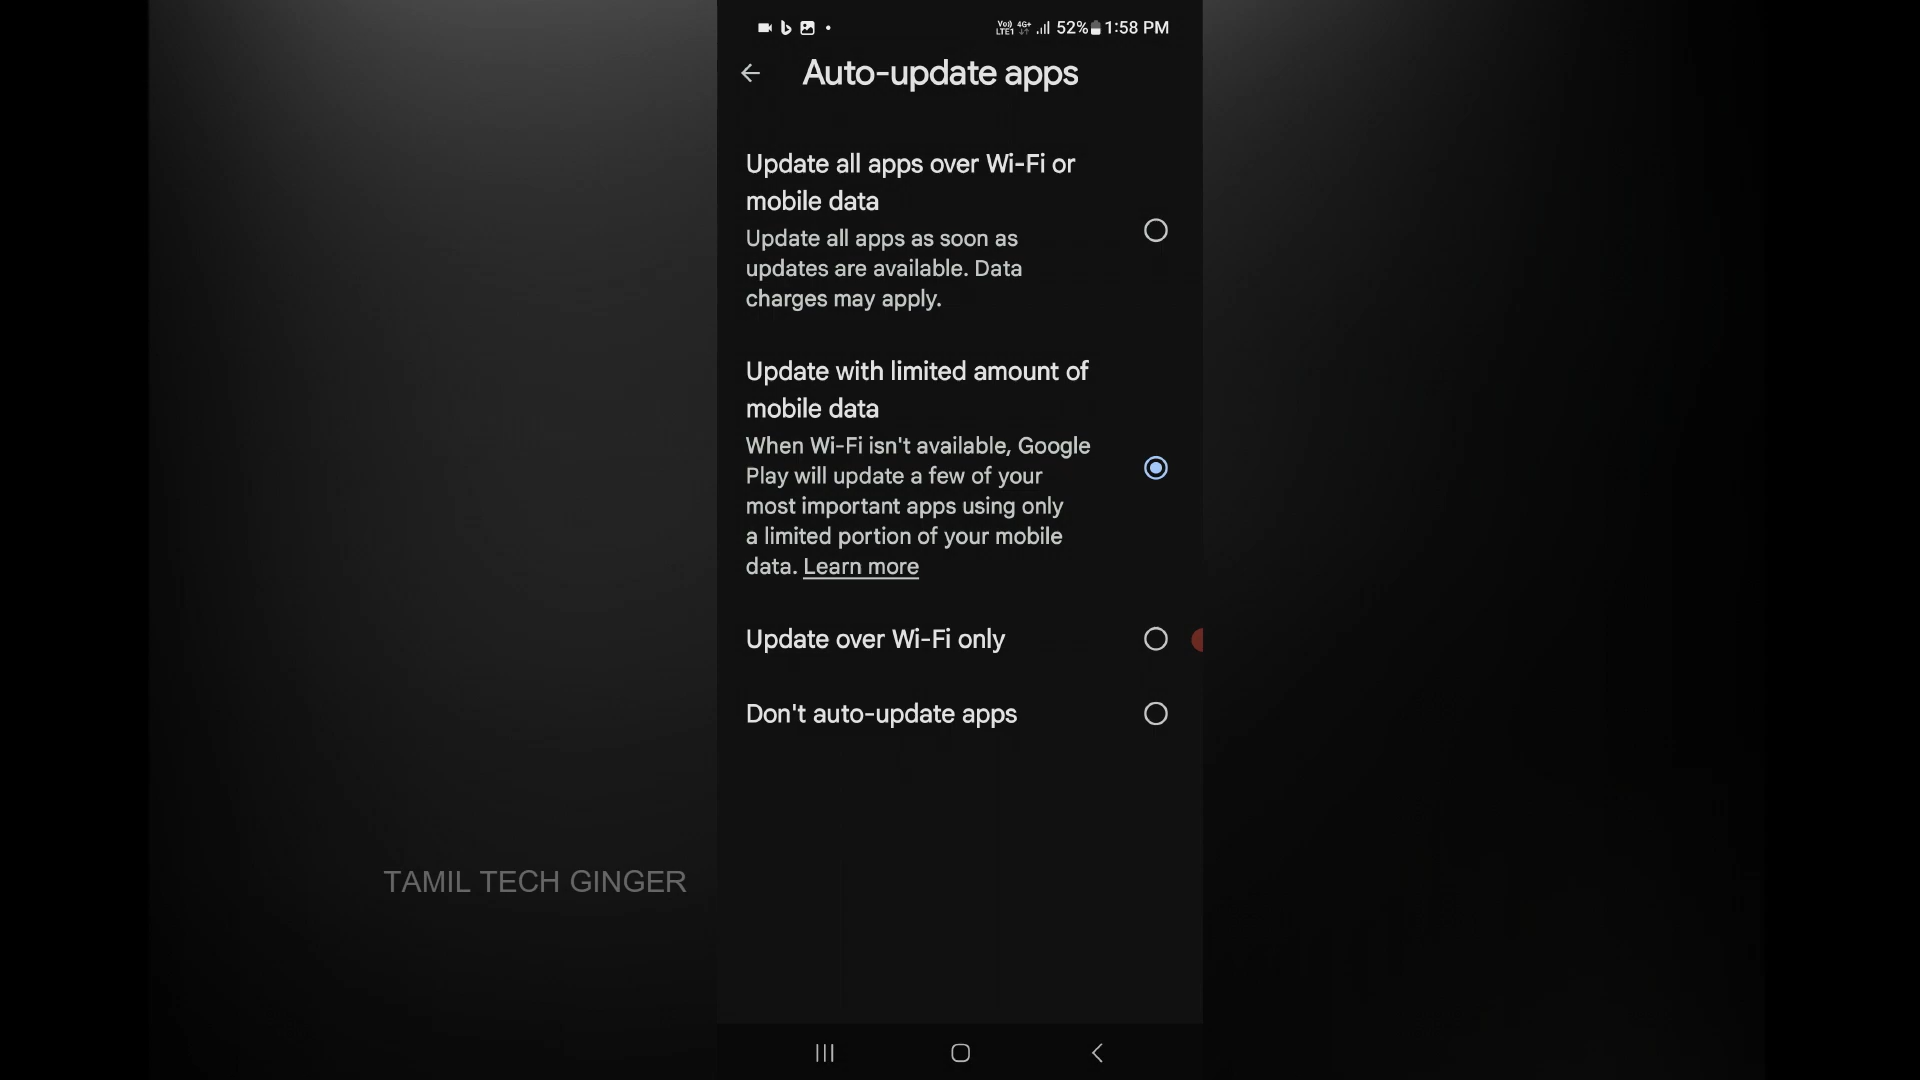 Voj) 4G+ LTE1 52% 1:58 PM
Auto-update apps
Update all apps over Wi-Fi or
mobile data
Update all apps as soon as
updates are available. Data
charges may apply.
Update with limited amount of
mobile data
When Wi-Fi isn't available, Google
Play will update a few of your
most important apps using only
a limited portion of your mobile
data. Learn more
Update over Wi-Fi only
Don't auto-update apps
TAMIL TECH GINGER